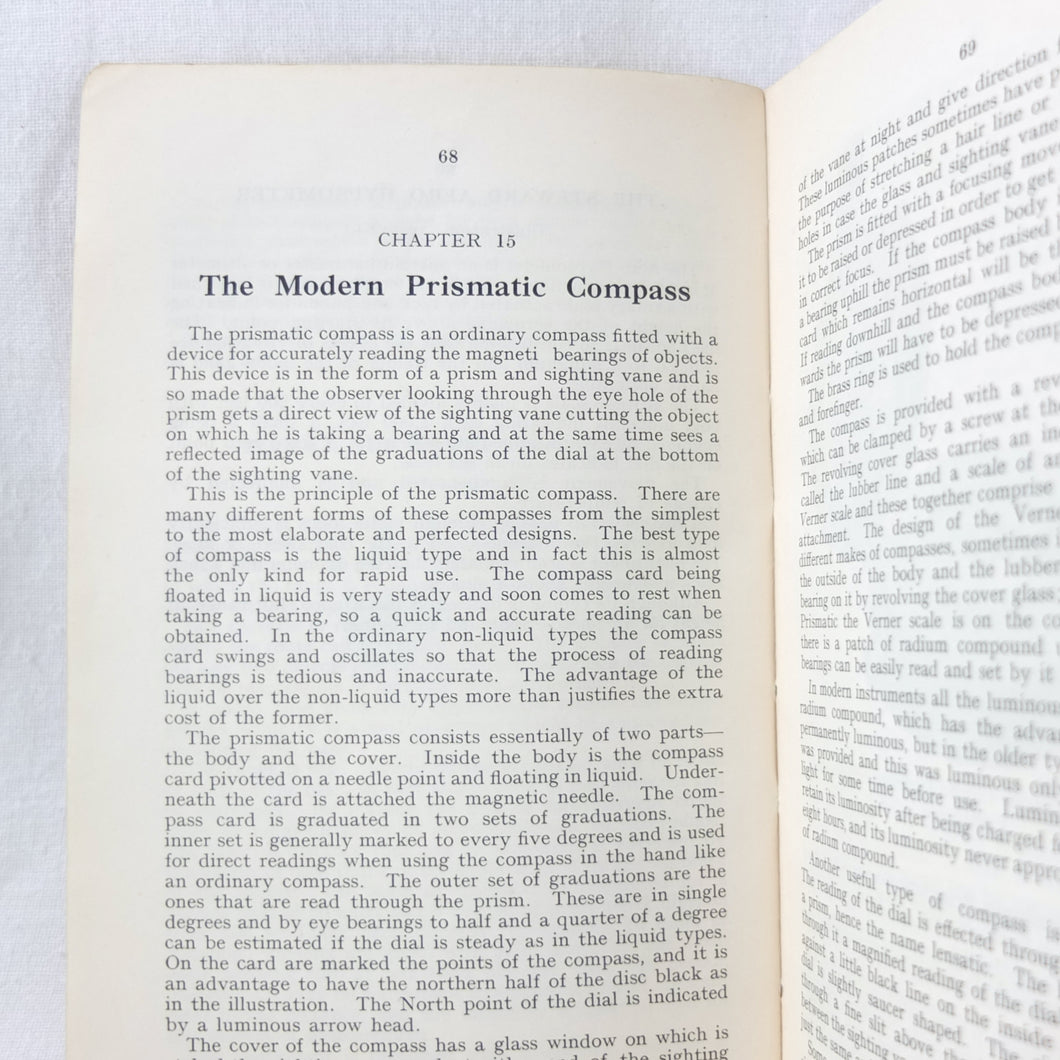 68
CHAPTER 15
The Modern Prismatic Compass
The prismatic compass is an ordinary compass fitted with a
device for accurately reading the magneti bearings of objects.
This device is in the form of a prism and sighting vane and is
so made that the observer looking through the eye hole of the
prism gets a direct view of the sighting vane cutting the object
on which he is taking a bearing and at the same time sees a
reflected image of the graduations of the dial at the bottom
of the sighting vane.
This is the principle of the prismatic compass. There are
many different forms of these compasses from the simplest
to the most elaborate and perfected designs. The best type
of compass is the liquid type and in fact this is almost
the only kind for rapid use. The compass card being
floated in liquid is very steady and soon comes to rest when
taking a bearing, so a quick and accurate reading can be
obtained. In the ordinary non-liquid types the compass
card swings and oscillates so that the process of reading
bearings is tedious and inaccurate. The advantage of the
liquid over the non-liquid types more than justifies the extra
cost of the former.
The prismatic compass consists essentially of two parts—
the body and the cover. Inside the body is the compass
card pivotted on a needle point and floating in liquid. Under-
neath the card is attached the magnetic needle. The com-
pass card is graduated in two sets of graduations. The
inner set is generally marked to every five degrees and is used
for direct readings when using the compass in the hand like
an ordinary compass. The outer set of graduations are the
ones that are read through the prism. These are in single
degrees and by eye bearings to half and a quarter of a degree
can be estimated if the dial is steady as in the liquid types.
On the card are marked the points of the compass, and it is
an advantage to have the northern half of the disc black as
in the illustration. The North point of the dial is indicated
by a luminous arrow head.
The cover of the compass has a glass window on which is
of the sighting
69
of the vane at night and give direction
These luminous patches sometimes have
the purpose of stretching a hair line or
holes in case the glass and sighting vane
The prism is fitted with a focusing
it to be raised or depressed in order to get
in correct focus. If the compass body
a bearing uphill the prism must be raised
card which remains horizontal will be
If reading downhill and the compass
wards the prism will have to be
The brass ring is used to hold the
and forefinger.
The compass is provided with a
which can be clamped by a screw at
The revolving cover glass carries an
called the lubber line and a scale of
Verner scale and these together comprise
attachment. The design of the
different makes of compasses, sometimes
the outside of the body and the lubber
bearing on it by revolving the cover glass
Prismatic the Verner scale is on the
there is a patch of radium compound
bearings can be easily read and set by it
In modern instruments all the
radium compound, which has the
permanently luminous, but in the older
was provided and this was luminous
light for some time before use.
retain its luminosity after being charged
eight hours, and its luminosity never
of radium compound.
Another useful type of compass
The reading of the dial is effected
a prism, hence the name lensatic. The
through it a magnified reading of the
against a little black line on the inside
dial is slightly saucer shaped.
through a fine slit above the
between the sighting
just the same
Some